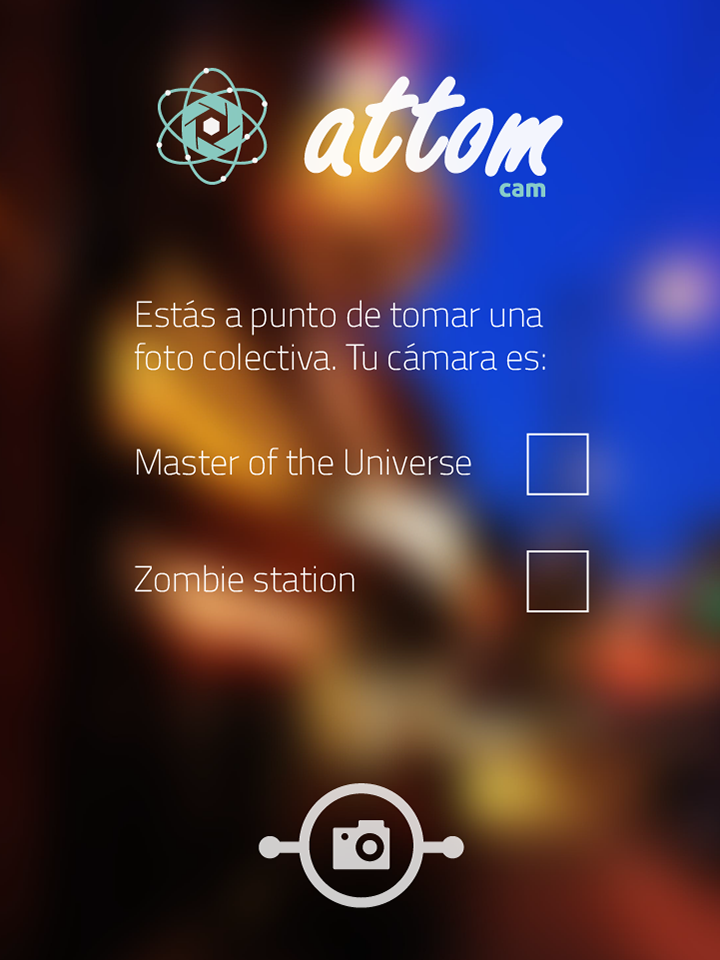 attom
cam
Estás a punto de tomar una
foto colectiva. Tu cámara es:
Master of the Universe
Zombie station